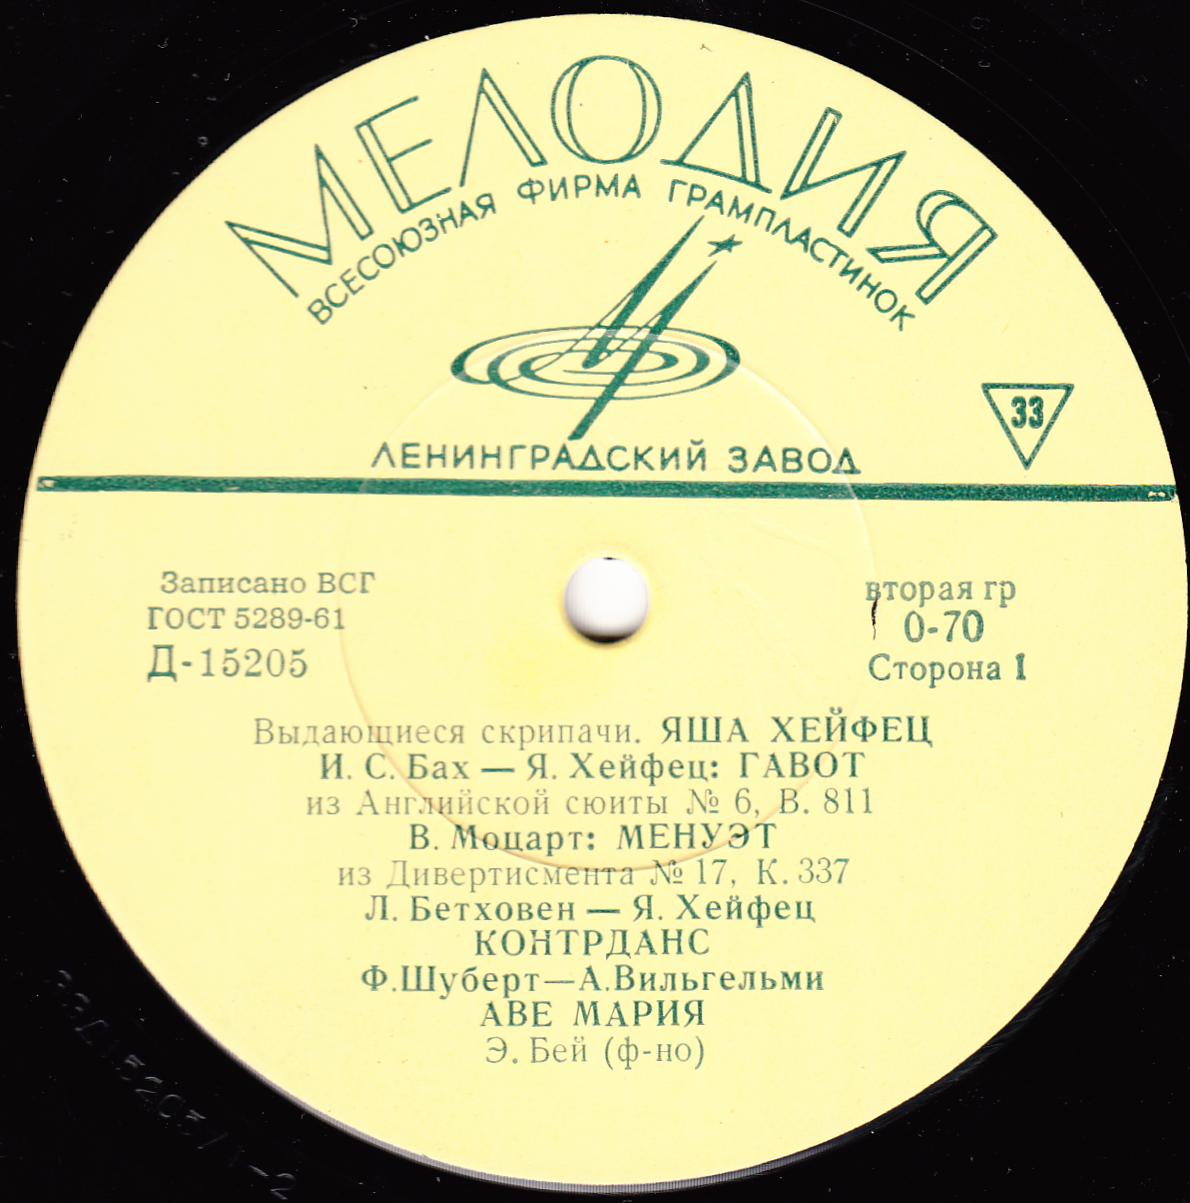 МЕЛОДИЯ
ВСЕСОЮЗНАЯ ФИРМА ГРАМПЛАСТИНОК
33
ЛЕНИНГРАДСКИЙ ЗАВОД
Записано ВСГ
ГОСТ 5289-61
Д-15205
вторая гр
0-70
Сторона 1
Выдающиеся скрипачи. ЯША ХЕЙФЕЦ
И. С. Бах — Я. Хейфец: ГАВОТ
из Английской сюиты № 6, В. 811
В. Моцарт: МЕНУЭТ
из Дивертисмента № 17, К. 337
Л. Бетховен — Я. Хейфец
КОНТРДАНС
Ф. Шуберт — А. Вильгельми
АВЕ МАРИЯ
Э. Бей (ф-но)